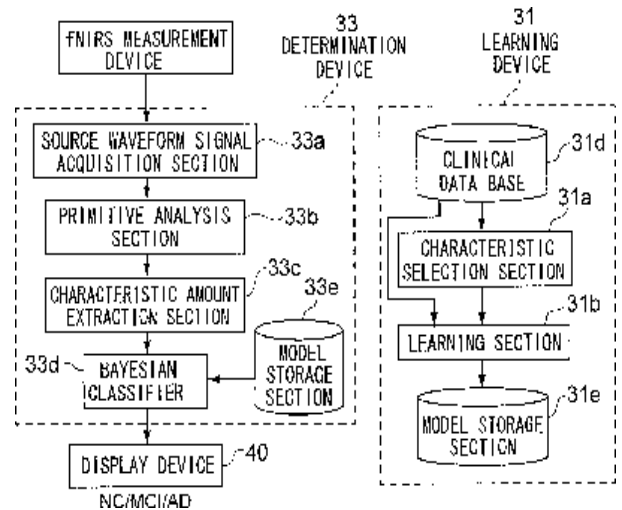 fNIRS MEASUREMENT
DEVICE
33
DETERMINATION
DEVICE
31
LEARNING
DEVICE
SOURCE WAVEFORM SIGNAL
ACQUISITION SECTION
33a
PRIMITIVE ANALYSIS
SECTION
33b
CHARACTERISTIC AMOUNT
EXTRACTION SECTION
33c
33e
MODEL
STORAGE
SECTION
33d
BAYESIAN
CLASSIFIER
DISPLAY DEVICE
40
NC/MCI/AD
CLINICAL
DATA BASE
31d
31a
CHARACTERISTIC
SELECTION SECTION
31b
LEARNING SECTION
MODEL STORAGE
SECTION
31e